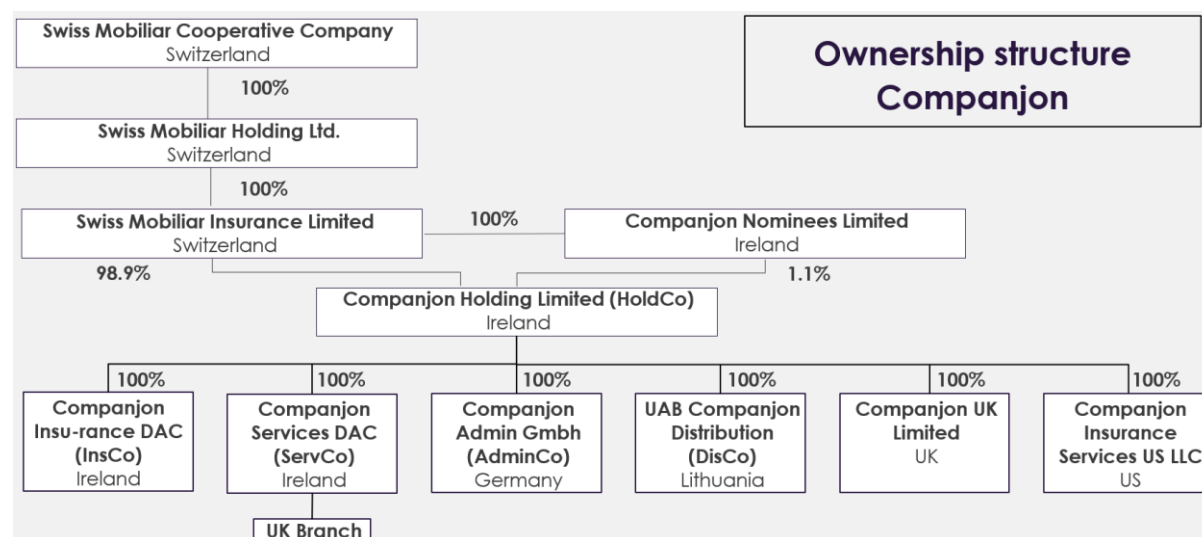 Swiss Mobiliar Cooperative Company
Switzerland
Ownership structure
Companjon
100%
Swiss Mobiliar Holding Ltd.
Switzerland
100%
Swiss Mobiliar Insurance Limited
Switzerland
100%
Companjon Nominees Limited
Ireland
98.9%
1.1%
Companjon Holding Limited (HoldCo)
Ireland
100%
100%
100%
100%
100%
100%
Companjon
Insu-rance DAC
(InsCo)
Ireland
Companjon
Services DAC
(ServCo)
Ireland
Companjon
Admin Gmbh
(AdminCo)
Germany
UAB Companjon
Distribution
(DisCo)
Lithuania
Companjon UK
Limited
UK
Companjon
Insurance
Services US LLC
US
UK Branch